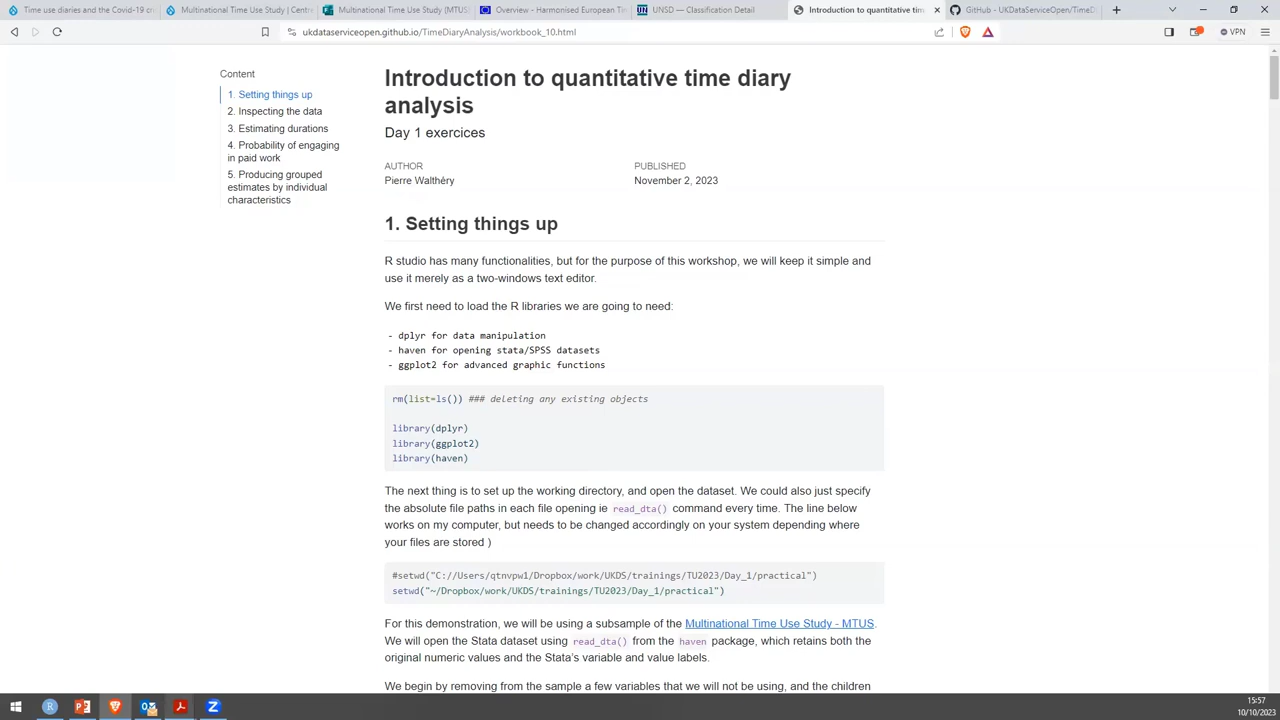 Time use diaries and the Covid-19 cr
Multinational Time Use Study | Centr
Multinational Time Use Study (MTUS
Overview - Harmonised European Tim
UNSD — Classification Detail
Introduction to quantitative tim
GitHub - UKDataServiceOpen/TimeD
ukdataserviceopen.github.io/TimeDiaryAnalysis/workbook_10.html
VPN
Content
1. Setting things up
2. Inspecting the data
3. Estimating durations
4. Probability of engaging
in paid work
5. Producing grouped
estimates by individual
characteristics
Introduction to quantitative time diary
analysis
Day 1 exercices
AUTHOR
Pierre Walthéry
PUBLISHED
November 2, 2023
1. Setting things up
R studio has many functionalities, but for the purpose of this workshop, we will keep it simple and
use it merely as a two-windows text editor.
We first need to load the R libraries we are going to need:
- dplyr for data manipulation
- haven for opening stata/SPSS datasets
- ggplot2 for advanced graphic functions
rm(list=ls()) ### deleting any existing objects
library(dplyr)
library(ggplot2)
library(haven)
The next thing is to set up the working directory, and open the dataset. We could also just specify
the absolute file paths in each file opening ie read_dta() command every time. The line below
works on my computer, but needs to be changed accordingly on your system depending where
your files are stored )
#setwd("C://Users/qtnvpw1/Dropbox/work/UKDS/trainings/TU2023/Day_1/practical")
setwd("~/Dropbox/work/UKDS/trainings/TU2023/Day_1/practical")
For this demonstration, we will be using a subsample of the Multinational Time Use Study - MTUS.
We will open the Stata dataset using read_dta() from the haven package, which retains both the
original numeric values and the Stata's variable and value labels.
We begin by removing from the sample a few variables that we will not be using, and the children
15:57
10/10/2023